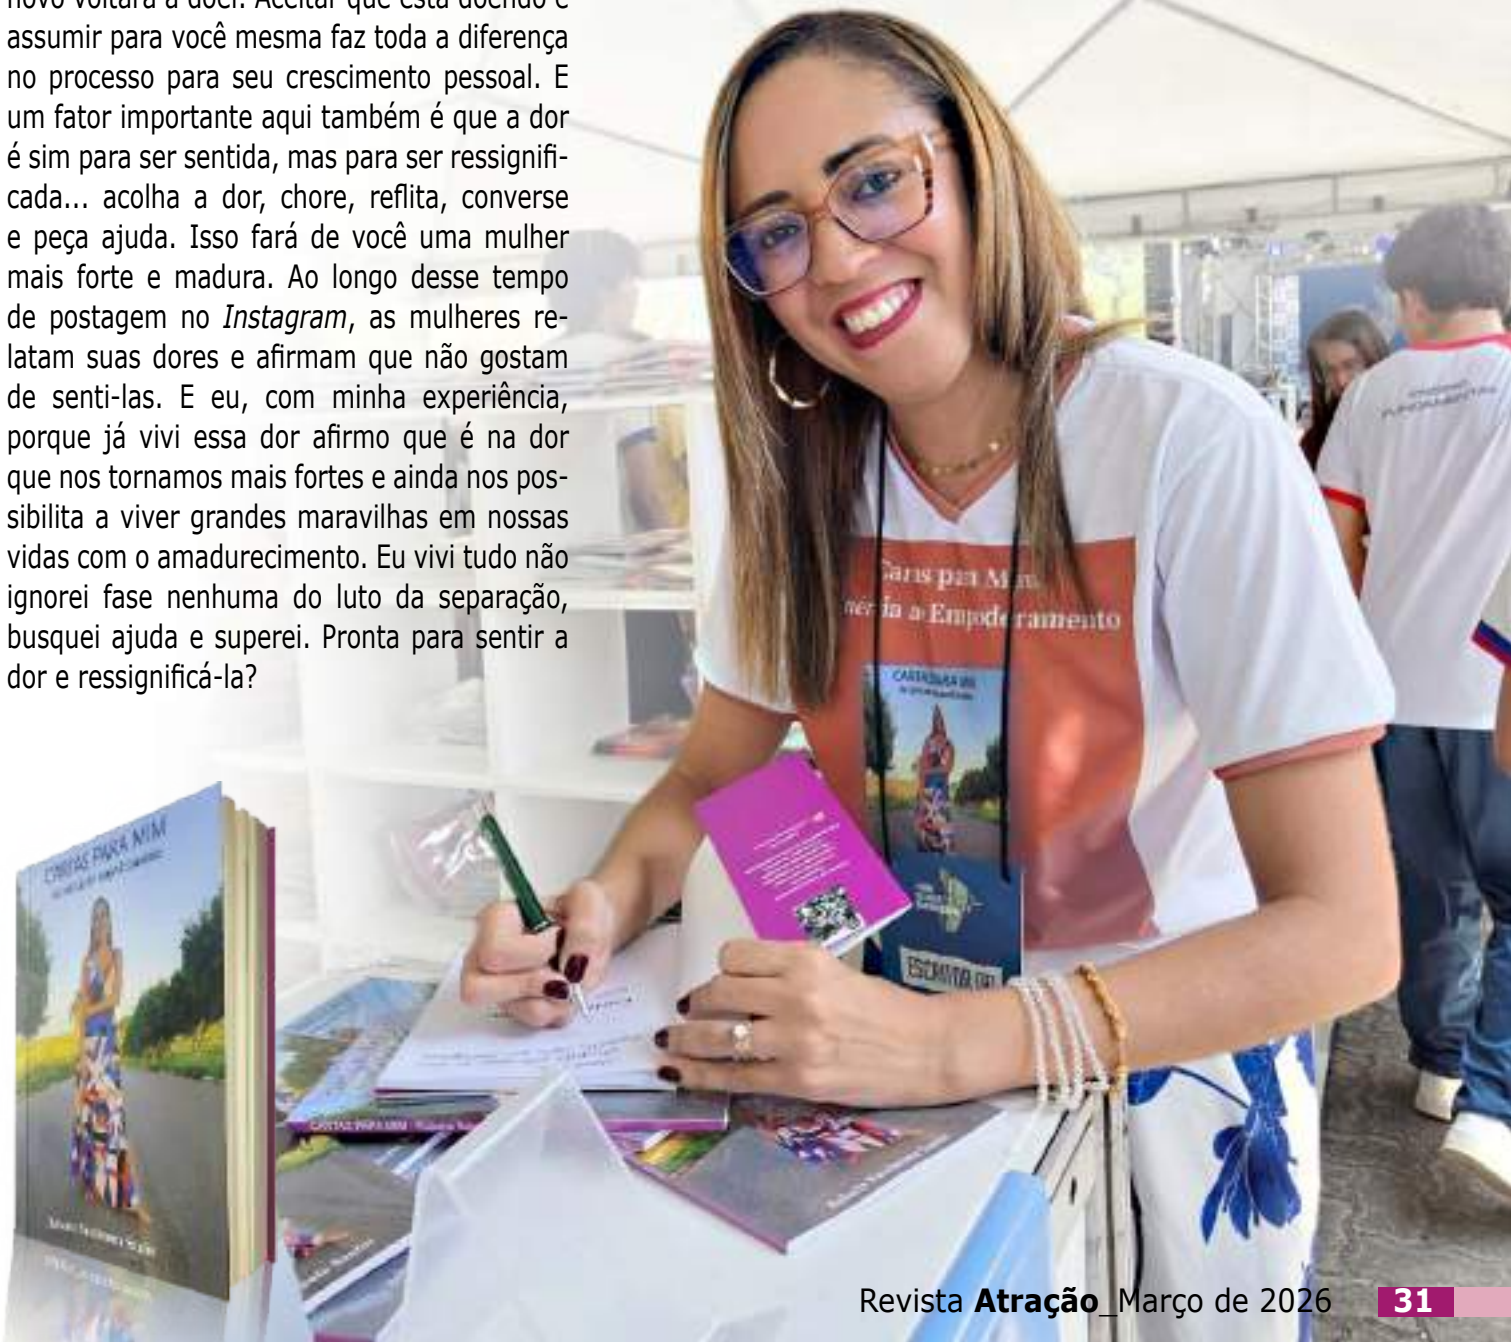 novo voltará a doer. Aceitar que está doendo e
assumir para você mesma faz toda a diferença
no processo para seu crescimento pessoal. E
um fator importante aqui também é que a dor
é sim para ser sentida, mas para ser ressignifi-
cada... acolha a dor, chore, reflita, converse
e peça ajuda. Isso fará de você uma mulher
mais forte e madura. Ao longo desse tempo
de postagem no Instagram, as mulheres re-
latam suas dores e afirmam que não gostam
de senti-las. E eu, com minha experiência,
porque já vivi essa dor afirmo que é na dor
que nos tornamos mais fortes e ainda nos pos-
sibilita a viver grandes maravilhas em nossas
vidas com o amadurecimento. Eu vivi tudo não
ignorei fase nenhuma do luto da separação,
busquei ajuda e superei. Pronta para sentir a
dor e ressignificá-la?
Empoderamento
CARTAS PARA MIM
CARTAS PARA MIM
Revista Atração_Março de 2026
31